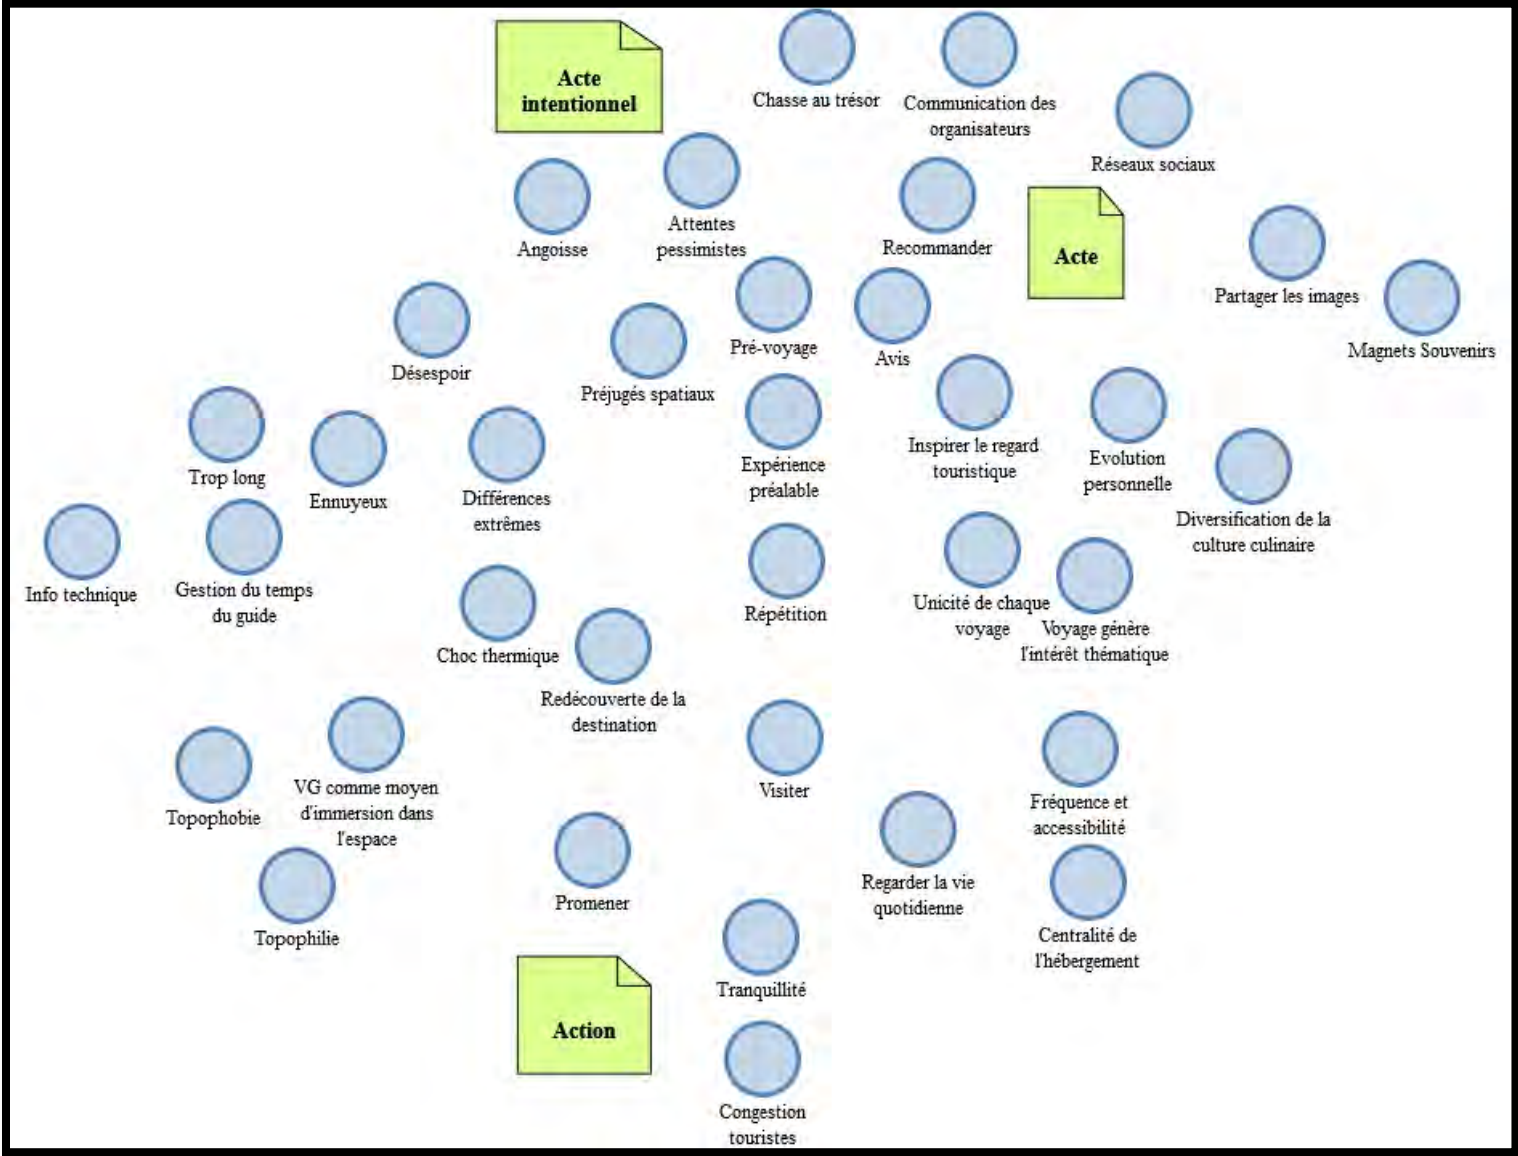 Acte
intentionnel
Chasse au trésor
Communication des
organisateurs
Réseaux sociaux
Angoisse
Attentes
pessimistes
Recommander
Acte
Partager les images
Magnets Souvenirs
Désespoir
Préjugés spatiaux
Pré-voyage
Avis
Trop long
Ennuyeux
Différences
extrêmes
Expérience
préalable
Inspirer le regard
touristique
Evolution
personnelle
Diversification de la
culture culinaire
Info technique
Gestion du temps
du guide
Choc thermique
Redécouverte de la
destination
Répétition
Unicité de chaque
voyage
Voyage génère
l'intérêt thématique
Topophobie
VG comme moyen
d'immersion dans
l'espace
Visiter
Fréquence et
accessibilité
Topophilie
Promener
Regarder la vie
quotidienne
Centralité de
l'hébergement
Tranquillité
Action
Congestion
touristes